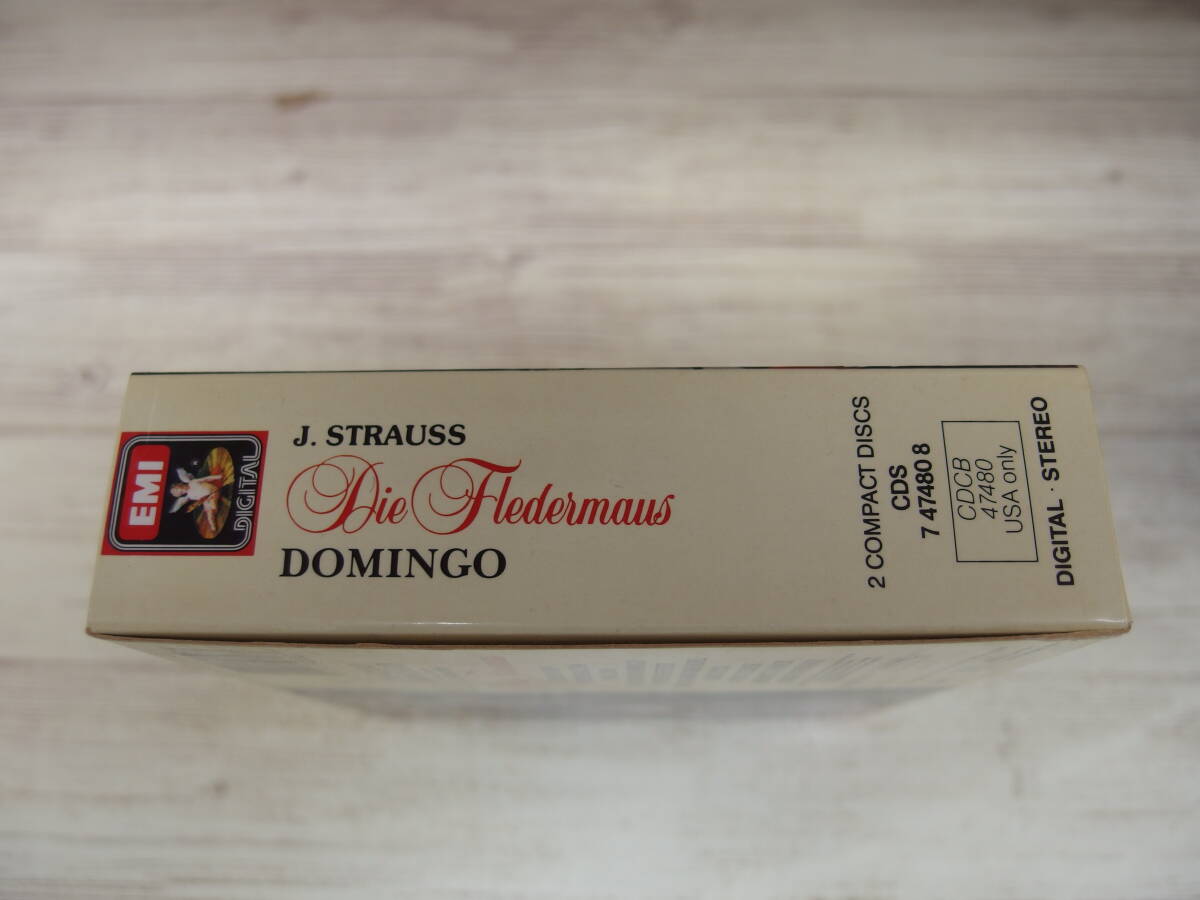 EMI
DIGITAL
J. STRAUSS
Die Fledermaus
DOMINGO
2 COMPACT DISCS
CDS
7 47480 8
CDCB
47480
USA only
DIGITAL · STEREO